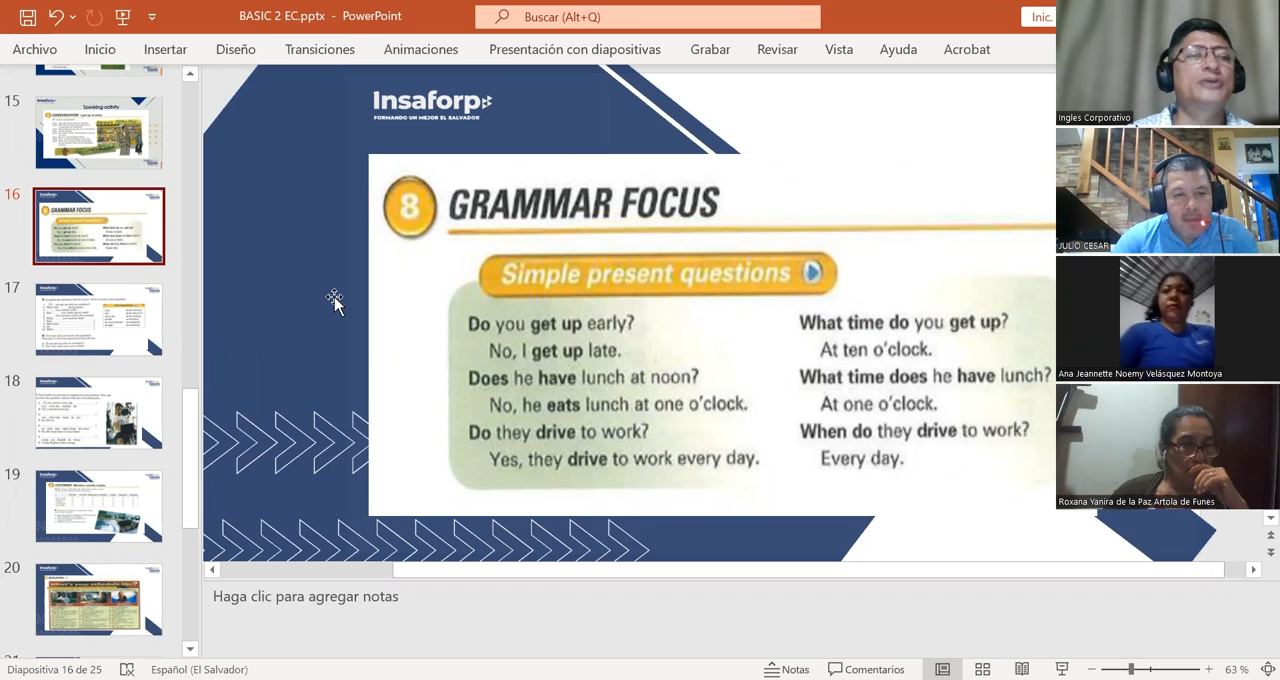 BASIC 2 EC.pptx - PowerPoint
Buscar (Alt+Q)
Inic.
Archivo Inicio Insertar Diseño Transiciones Animaciones Presentación con diapositivas Grabar Revisar Vista Ayuda Acrobat
15
Speaking activity
16
GRAMMAR FOCUS
17
18
19
20
Insaforp
FORMANDO UN MEJOR EL SALVADOR
8 GRAMMAR FOCUS
Simple present questions
Do you get up early?
No, I get up late.
Does he have lunch at noon?
No, he eats lunch at one o'clock.
Do they drive to work?
Yes, they drive to work every day.
What time do you get up?
At ten o'clock.
What time does he have lunch?
At one o'clock.
When do they drive to work?
Every day.
Ingles Corporativo
JULIO CESAR
Ana Jeannette Noemy Velásquez Montoya
Roxana Yanira de la Paz Artola de Funes
Haga clic para agregar notas
Diapositiva 16 de 25 Español (El Salvador) Notas Comentarios 63 %